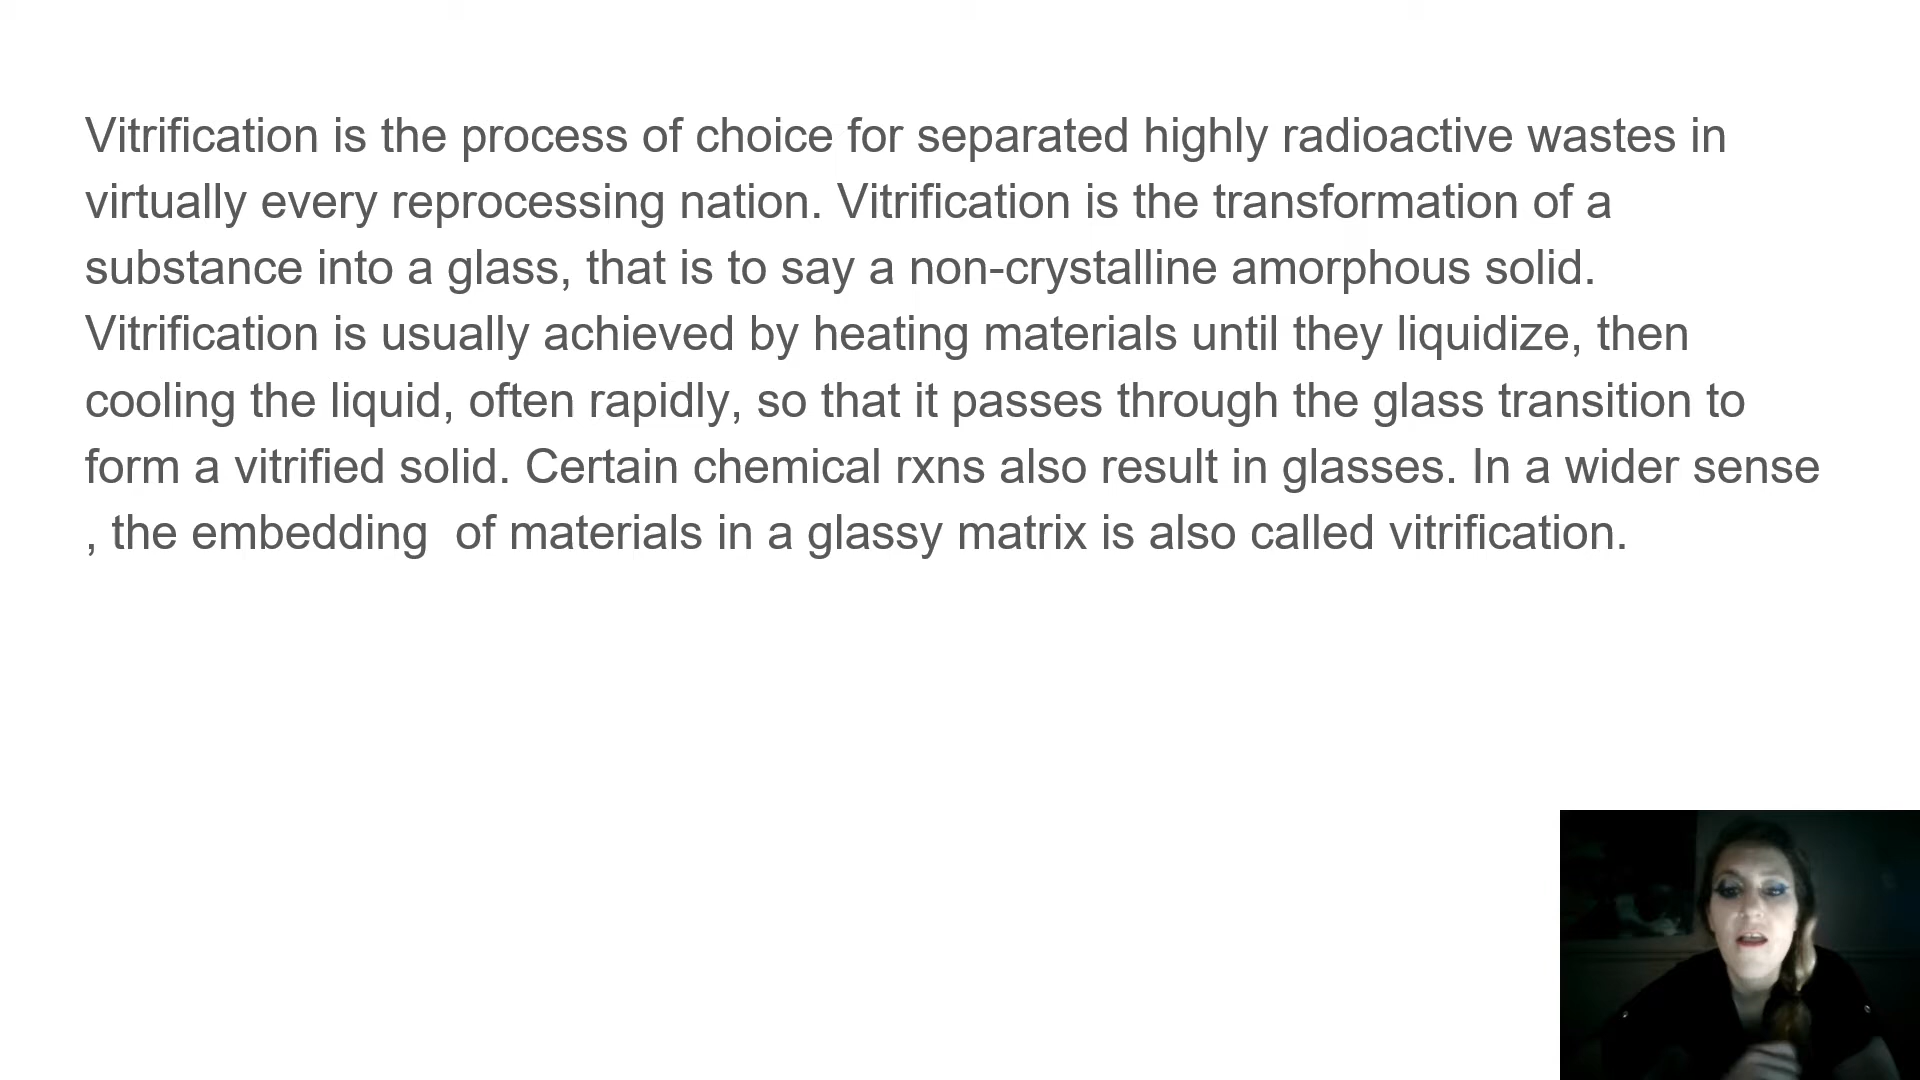 Vitrification is the process of choice for separated highly radioactive wastes in
virtually every reprocessing nation. Vitrification is the transformation of a
substance into a glass, that is to say a non-crystalline amorphous solid.
Vitrification is usually achieved by heating materials until they liquidize, then
cooling the liquid, often rapidly, so that it passes through the glass transition to
form a vitrified solid. Certain chemical rxns also result in glasses. In a wider sense
, the embedding  of materials in a glassy matrix is also called vitrification.